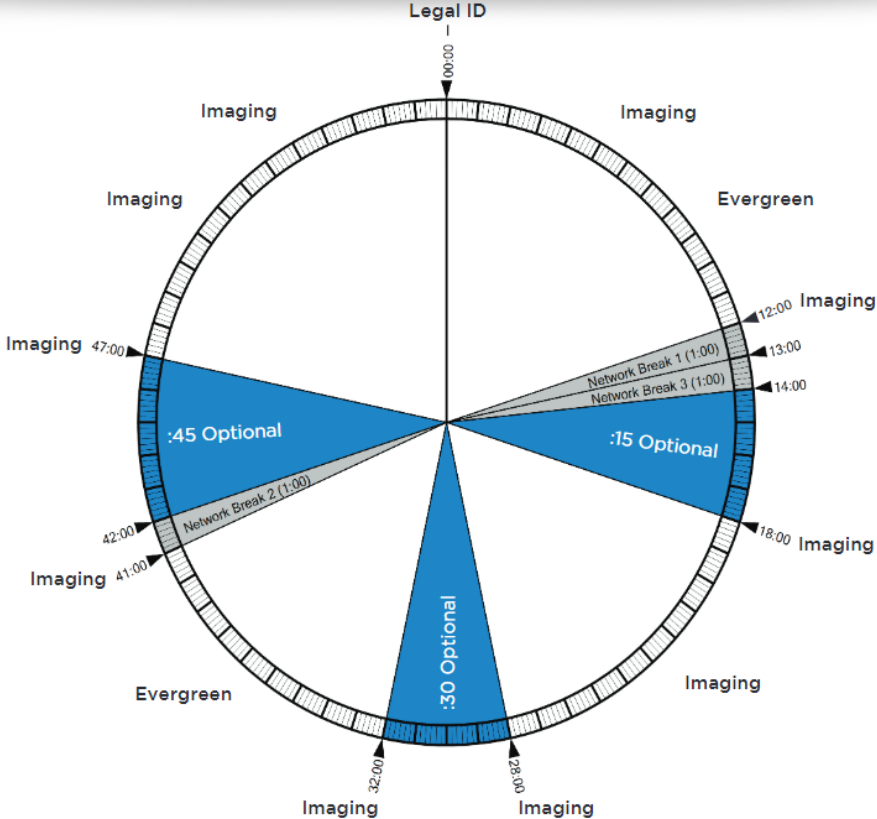 Legal ID
00:00
Imaging
Imaging
Imaging
Evergreen
12:00 Imaging
Network Break 1 (1:00)
13:00
Network Break 3 (1:00)
14:00
:15 Optional
18:00 Imaging
Imaging
28:00
Imaging
:30 Optional
32:00
Imaging
Evergreen
Imaging 41:00
Network Break 2 (1:00)
42:00
:45 Optional
Imaging 47:00